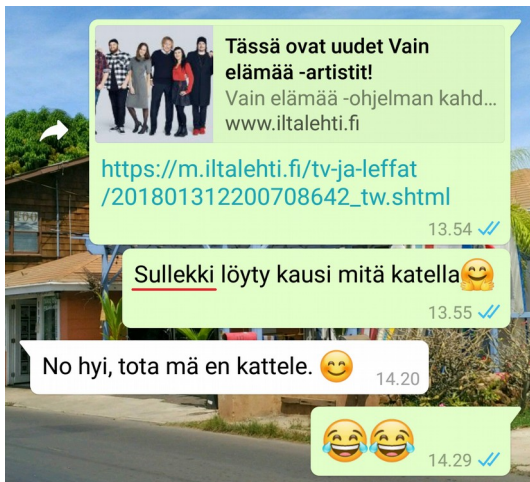 Tässä ovat uudet Vain
elämää -artistit!
Vain elämää -ohjelman kahd...
www.iltalehti.fi
https://m.iltalehti.fi/tv-ja-leffat
/201801312200708642_tw.shtml
13.54
Sullekki löyty kausi mitä katella🤗
13.55
No hyi, tota mä en kattele. 😊
14.20
😂😂
14.29